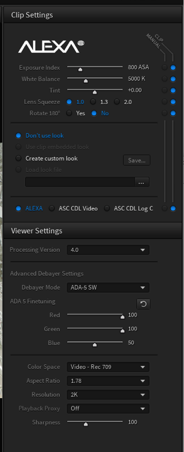 Clip Settings
ALEXA
CLIP
Exposure Index 800 ASA
White Balance 5000 K
Tint +0.00
Lens Squeeze 1.0 1.3 2.0
Rotate 180° Yes No
Don't use look
Create custom look Save...
...
ALEXA ASC CDL Video ASC CDL Log C
Viewer Settings
Processing Version 4.0
Advanced Debayer Settings
Debayer Mode ADA-5 SW
ADA 5 Finetuning
Red 100
Green 100
Blue 50
Color Space Video - Rec 709
Aspect Ratio 1.78
Resolution 2K
Playback Proxy Off
Sharpness 100